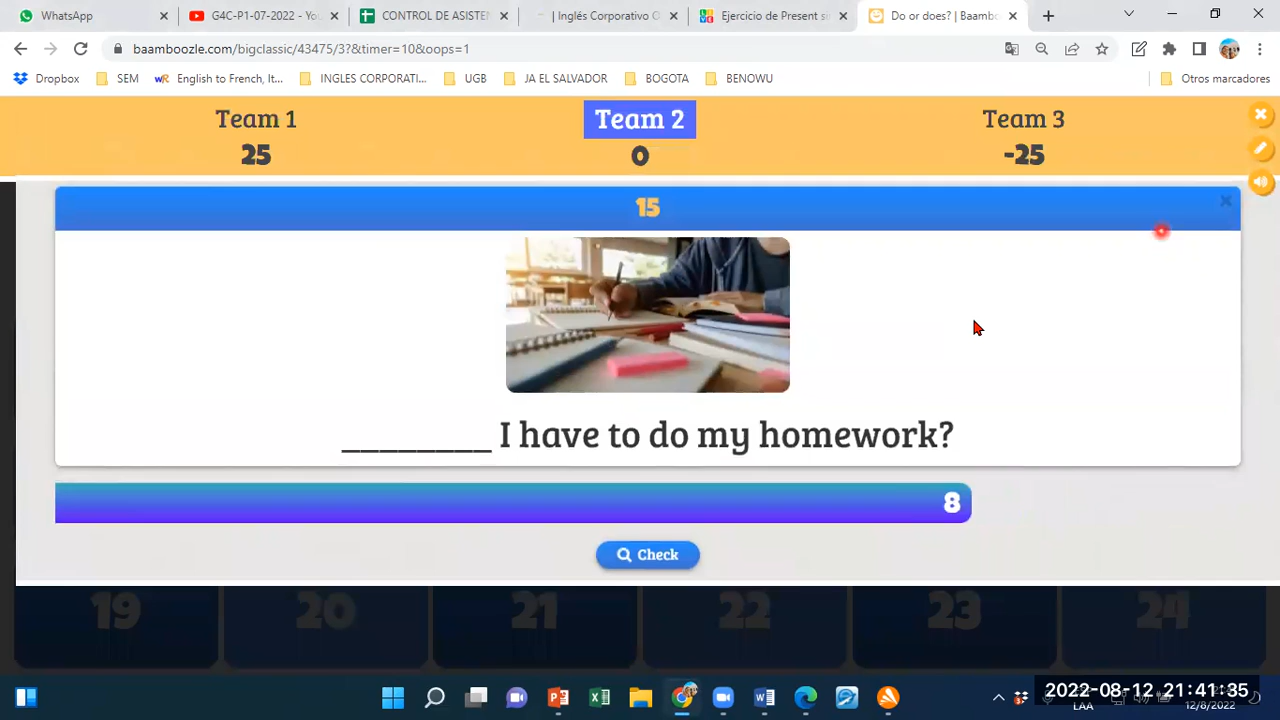 WhatsApp
G4C-P1-07-2022 - Yo
CONTROL DE ASISTEN
| Inglés Corporativo
Ejercicio de Present si
Do or does? | Baamb
baamboozle.com/bigclassic/43475/3?&timer=10&oops=1
Dropbox
SEM
English to French, It...
INGLES CORPORATI...
UGB
JA EL SALVADOR
BOGOTA
BENOWU
Otros marcadores
Team 1
Team 2
Team 3
25
0
-25
15
________ I have to do my homework?
8
Check
19
20
21
22
23
24
2022-08-12 21:41:35
LAA
12/8/2022